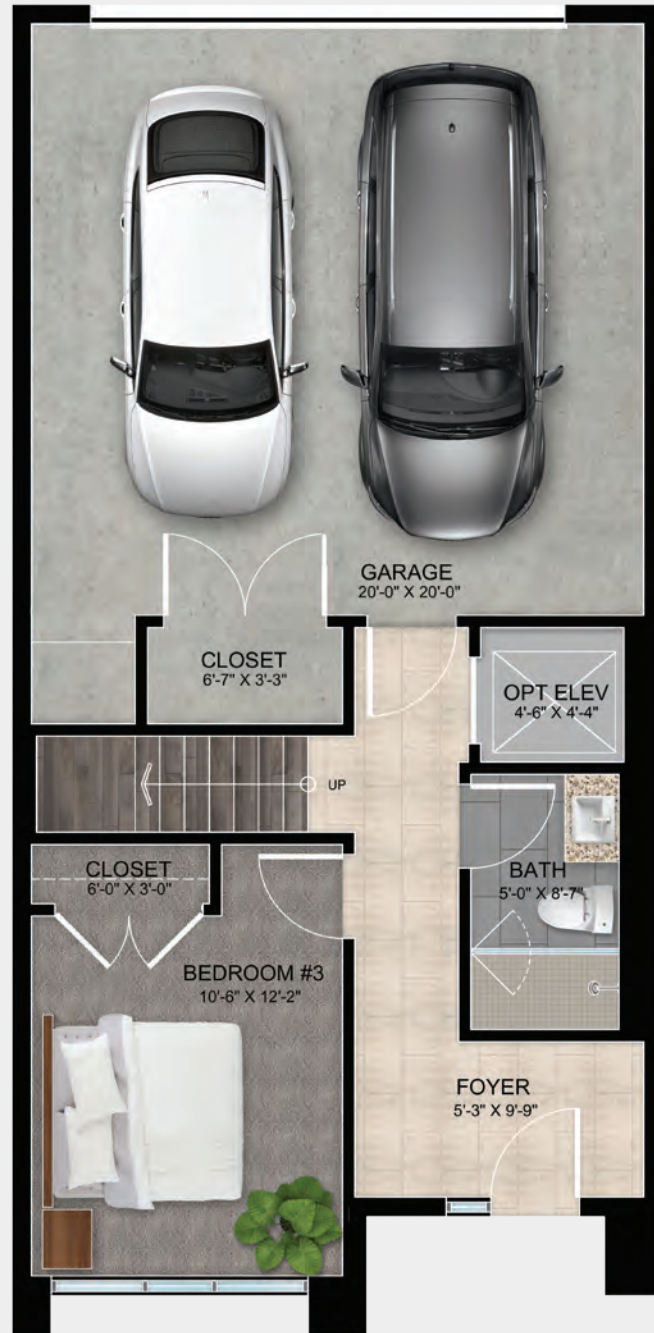 GARAGE
20'-0" X 20'-0"
CLOSET
6'-7" X 3'-3"
OPT ELEV
4'-6" X 4'-4"
UP
CLOSET
6'-0" X 3'-0"
BATH
5'-0" X 8'-7"
BEDROOM #3
10'-6" X 12'-2"
FOYER
5'-3" X 9'-9"